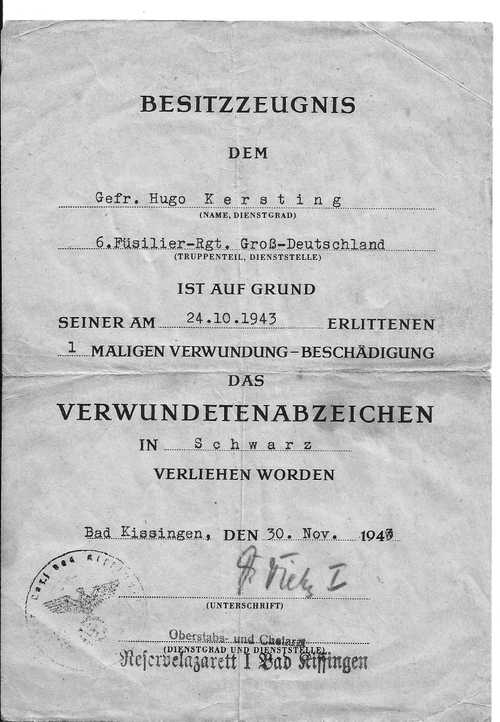 BESITZZEUGNIS
DEM
Gefr. Hugo Kersting
(NAME, DIENSTGRAD)
6.Füsilier-Rgt. Groß-Deutschland
(TRUPPENTEIL, DIENSTSTELLE)
IST AUF GRUND
SEINER AM 24.10.1943 ERLITTENEN
1 MALIGEN VERWUNDUNG – BESCHÄDIGUNG
DAS
VERWUNDETENABZEICHEN
IN Schwarz
VERLIEHEN WORDEN
Bad Kissingen, DEN 30. Nov. 1943
(UNTERSCHRIFT)
Oberstabs- und Chefarzt
(DIENSTGRAD UND DIENSTSTELLE)
Reservelazarett I Bad Kissingen